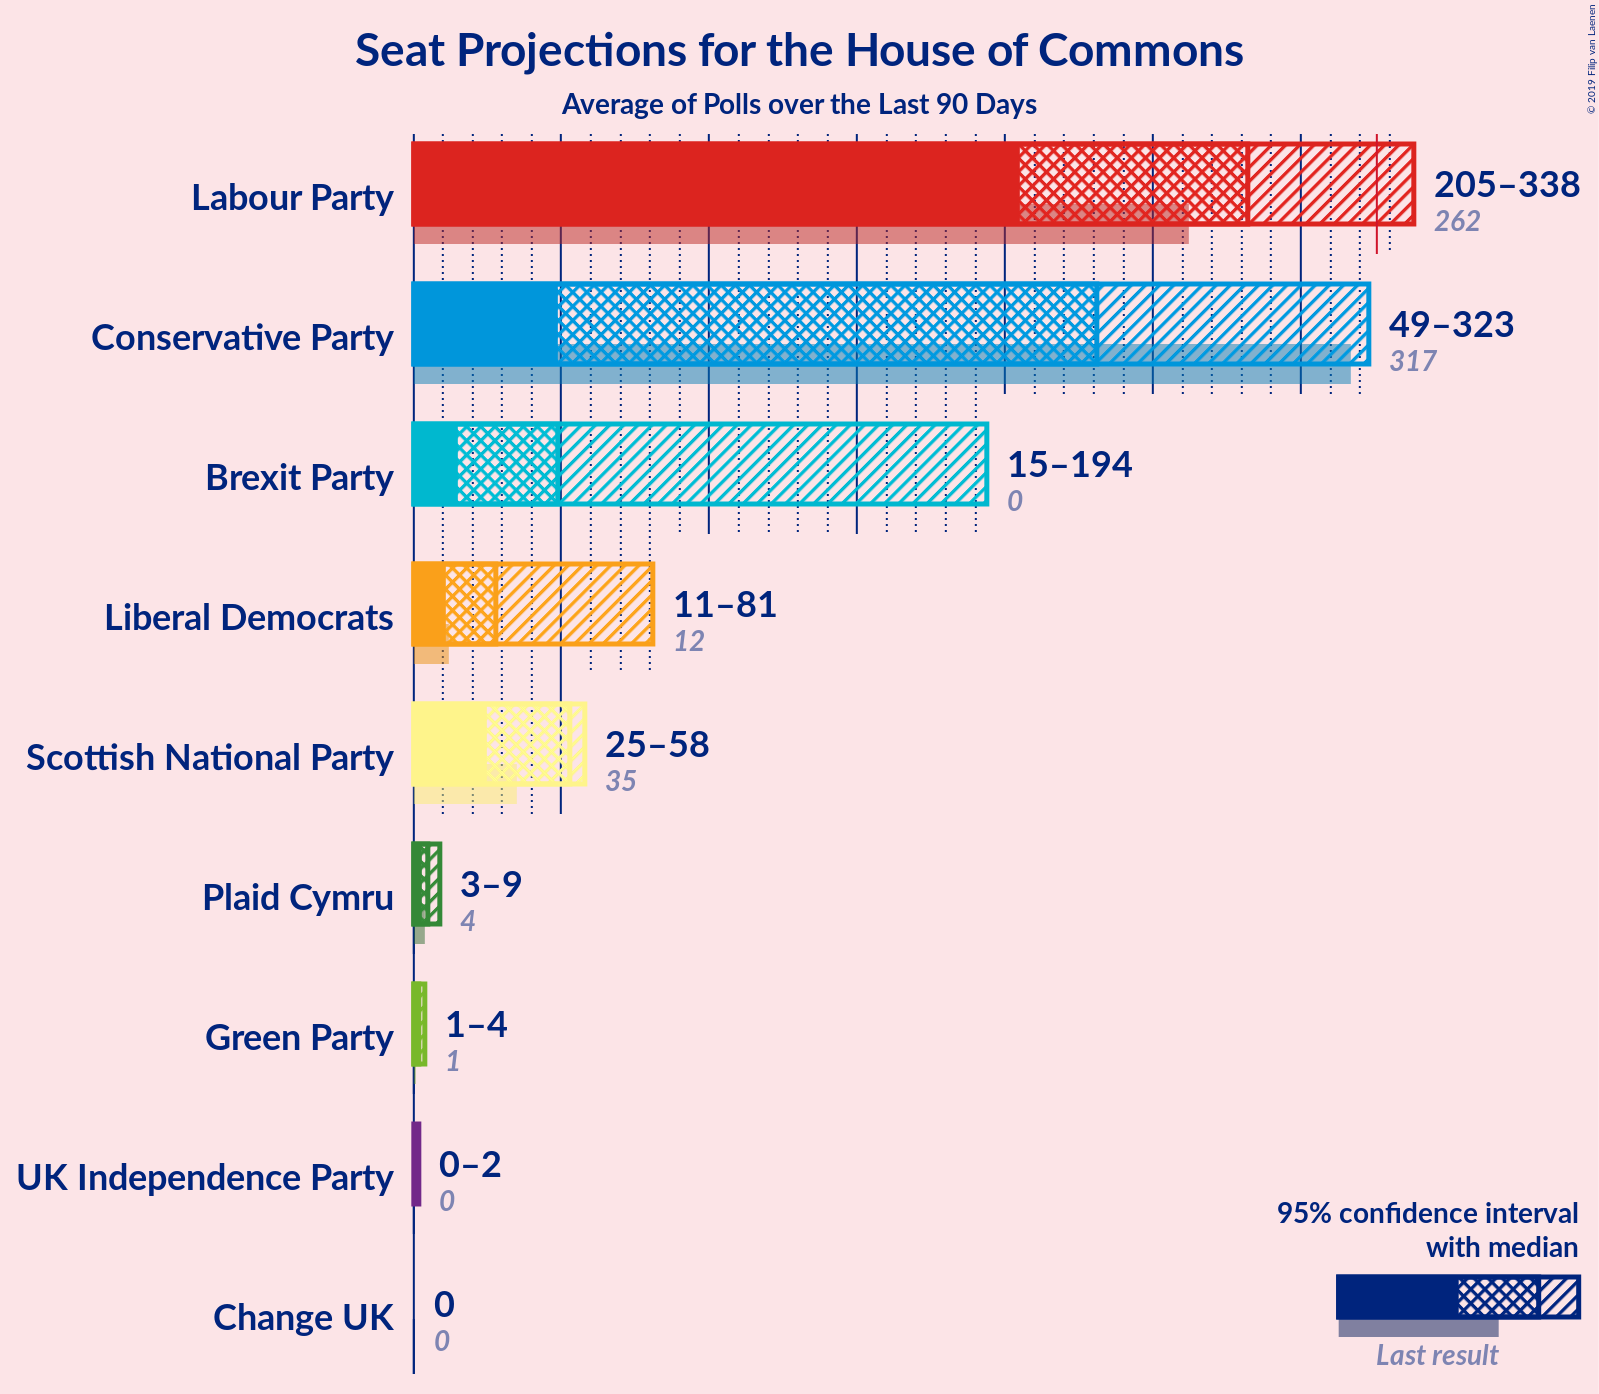 Seat Projections for the House of Commons
Average of Polls over the Last 90 Days
© 2019 Filip van Laenen
Labour Party
205–338
262
Conservative Party
49–323
317
Brexit Party
15–194
0
Liberal Democrats
11–81
12
Scottish National Party
25–58
35
Plaid Cymru
3–9
4
Green Party
1–4
1
UK Independence Party
0–2
0
Change UK
0
0
95% confidence interval
with median
Last result